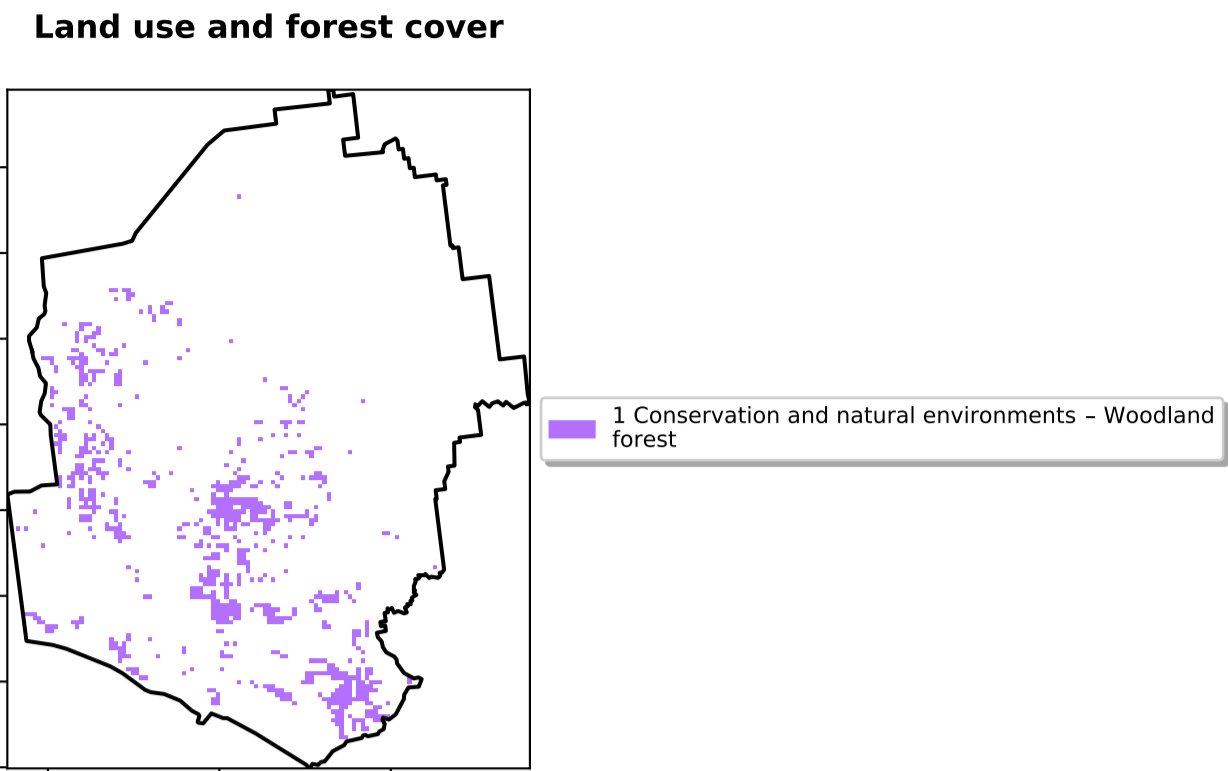 Land use and forest cover
1 Conservation and natural environments – Woodland
forest